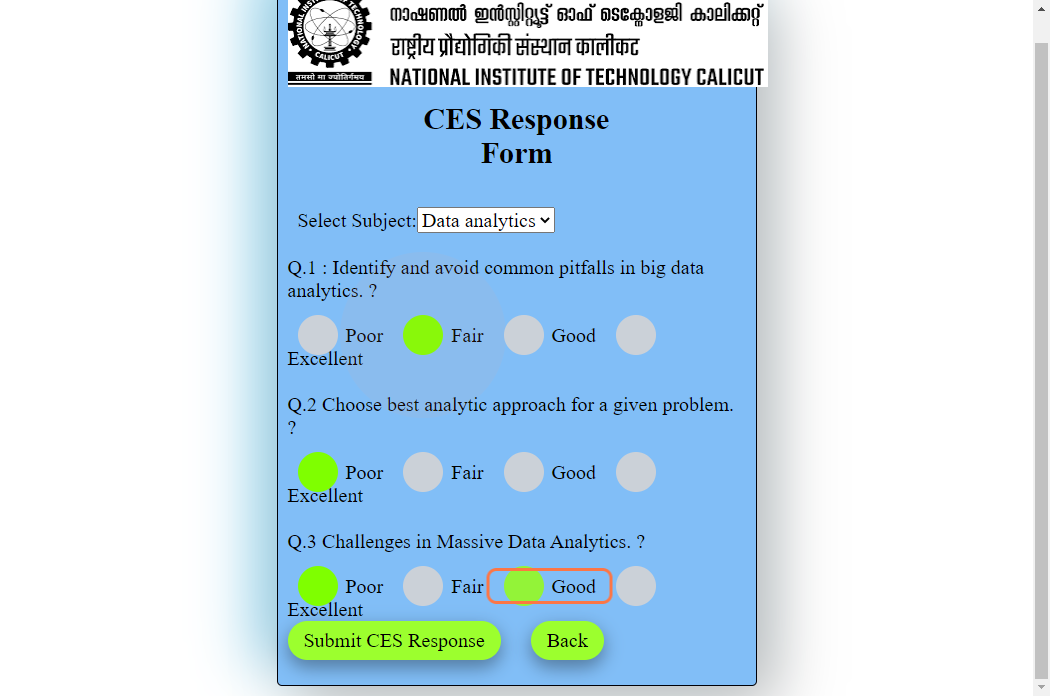 NATIONAL INSTITUTE OF TECHNOLOGY
CALICUT
तमसो मा ज्योतिर्गमय
നാഷണൽ ഇൻസ്റ്റിറ്റ്യൂട്ട് ഓഫ് ടെക്നോളജി കാലിക്കറ്റ്
राष्ट्रीय प्रौद्योगिकी संस्थान कालीकट
NATIONAL INSTITUTE OF TECHNOLOGY CALICUT
CES Response
Form
Select Subject: Data analytics
Q.1 : Identify and avoid common pitfalls in big data
analytics. ?
Poor Fair Good
Excellent
Q.2 Choose best analytic approach for a given problem.
?
Poor Fair Good
Excellent
Q.3 Challenges in Massive Data Analytics. ?
Poor Fair Good
Excellent
Submit CES Response Back